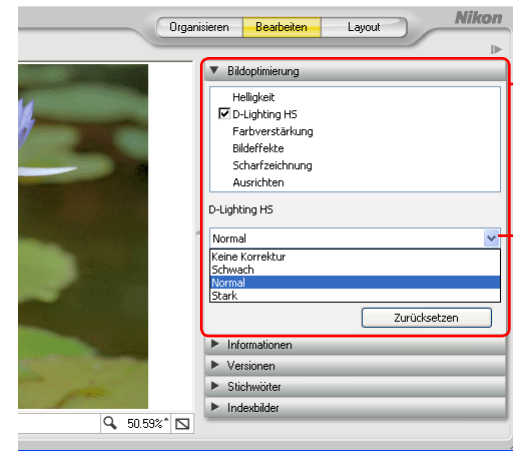 Nikon
Organisieren Bearbeiten Layout
Bildoptimierung
Helligkeit
D-Lighting HS
Farbverstärkung
Bildeffekte
Scharfzeichnung
Ausrichten
D-Lighting HS
Normal
Keine Korrektur
Schwach
Normal
Stark
Zurücksetzen
Informationen
Versionen
Stichwörter
Indexbilder
50.59%